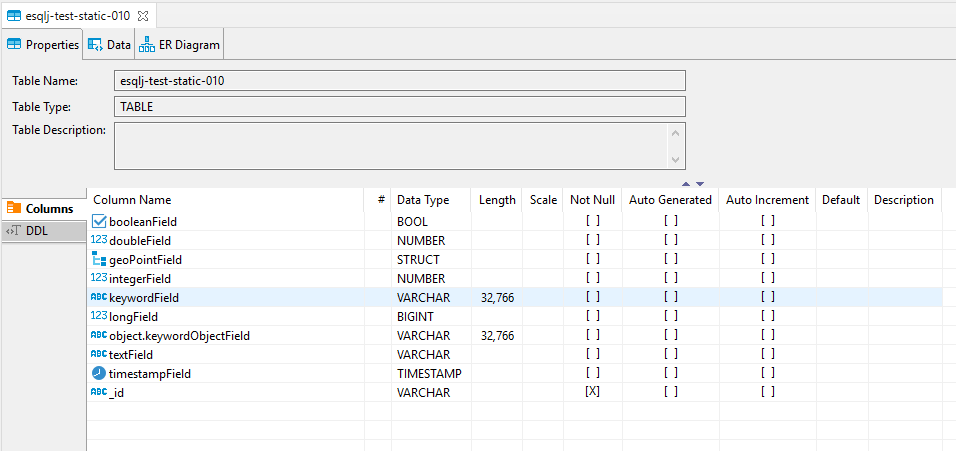 esqlj-test-static-010
Properties Data ER Diagram
Table Name: esqlj-test-static-010
Table Type: TABLE
Table Description:
Columns
DDL
Column Name # Data Type Length Scale Not Null Auto Generated Auto Increment Default Description
booleanField BOOL [ ] [ ] [ ]
123 doubleField NUMBER [ ] [ ] [ ]
geoPointField STRUCT [ ] [ ] [ ]
123 integerField NUMBER [ ] [ ] [ ]
ABC keywordField VARCHAR 32,766 [ ] [ ] [ ]
123 longField BIGINT [ ] [ ] [ ]
ABC object.keywordObjectField VARCHAR 32,766 [ ] [ ] [ ]
ABC textField VARCHAR [ ] [ ] [ ]
timestampField TIMESTAMP [ ] [ ] [ ]
ABC _id VARCHAR [X] [ ] [ ]